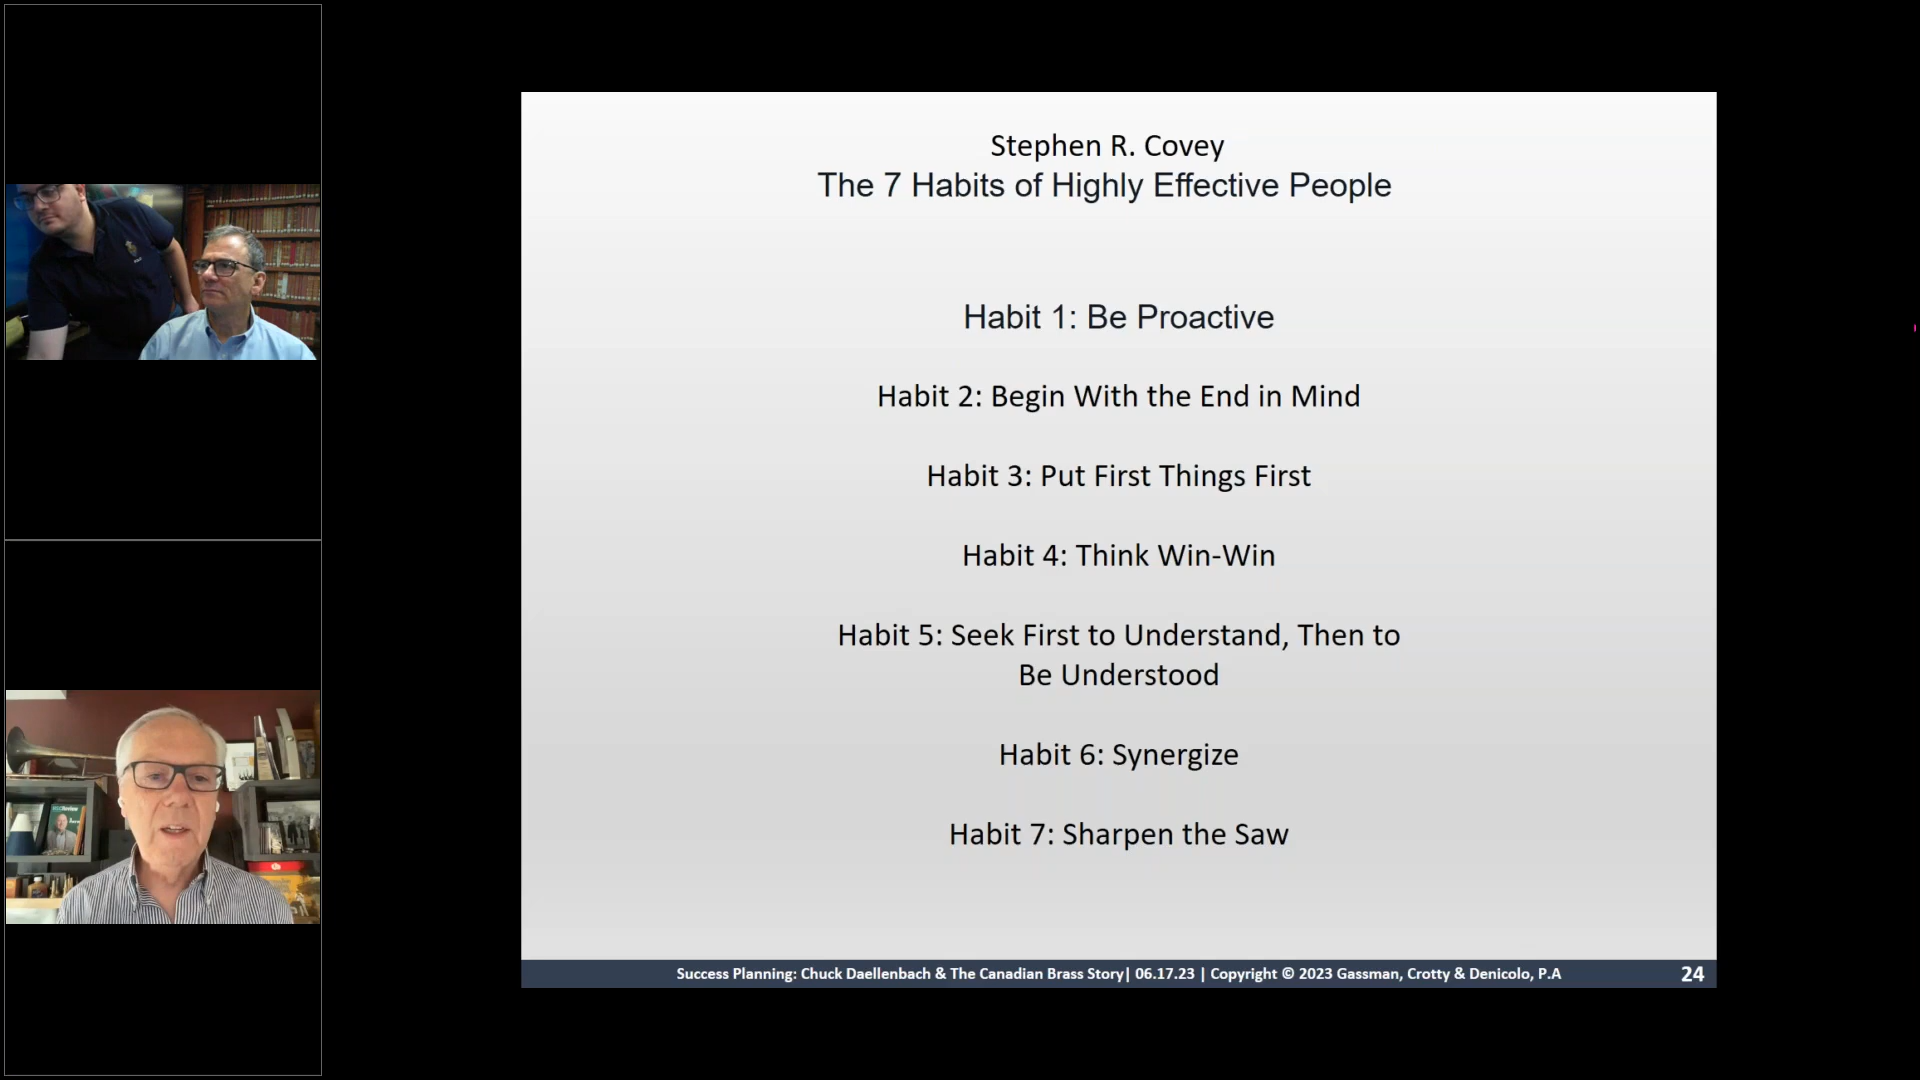 Stephen R. Covey
The 7 Habits of Highly Effective People
Habit 1: Be Proactive
Habit 2: Begin With the End in Mind
Habit 3: Put First Things First
Habit 4: Think Win-Win
Habit 5: Seek First to Understand, Then to
Be Understood
Habit 6: Synergize
Habit 7: Sharpen the Saw
Success Planning: Chuck Daellenbach & The Canadian Brass Story| 06.17.23 | Copyright © 2023 Gassman, Crotty & Denicolo, P.A
24